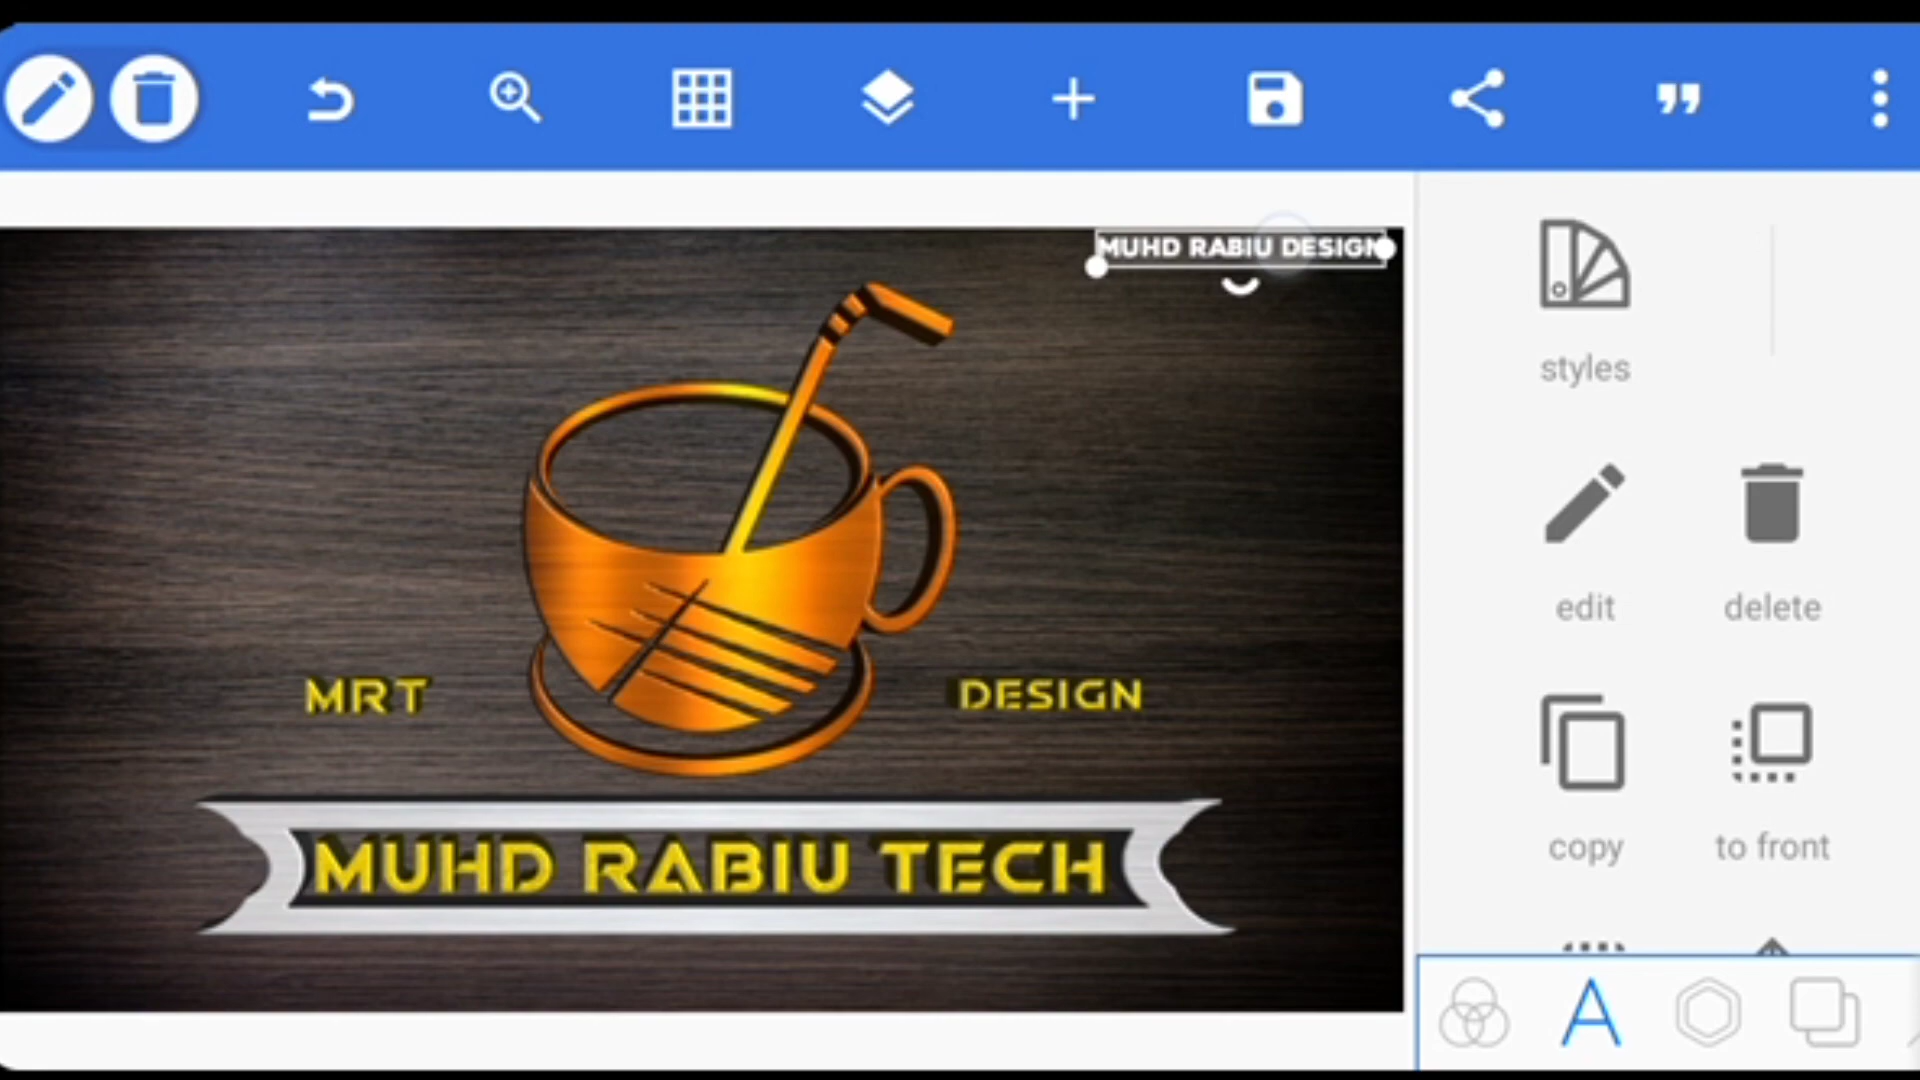 MUHD RABIU DESIGN
styles
edit
delete
MRT
DESIGN
copy
to front
MUHD RABIU TECH
A